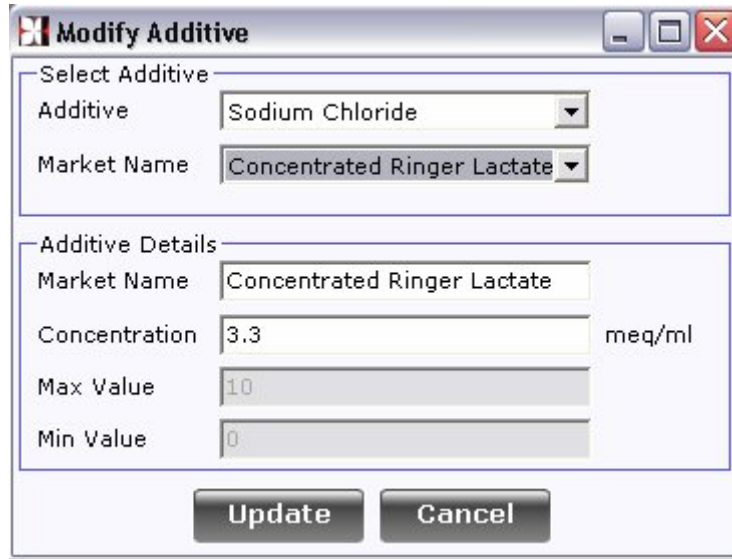 Modify Additive
Select Additive
Additive Sodium Chloride
Market Name Concentrated Ringer Lactate
Additive Details
Market Name Concentrated Ringer Lactate
Concentration 3.3 meq/ml
Max Value 10
Min Value 0
Update Cancel